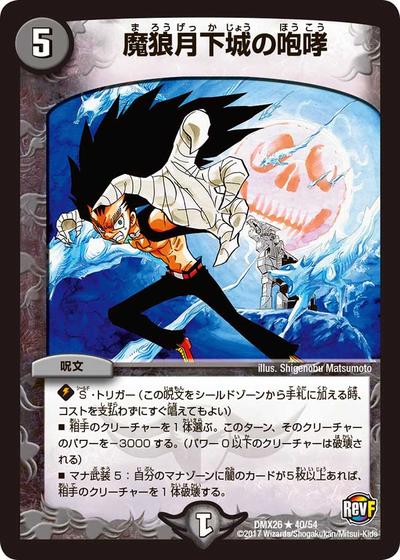 5
まろうげっかじょう ほうこう
魔狼月下城の咆哮
呪文
illus. Shigenobu Matsumoto
S・トリガー(この呪文をシールドゾーンから手札に加える時、
コストを支払わずにすぐ唱えてもよい)
■ 相手のクリーチャーを1体選ぶ。このターン、そのクリーチャー
のパワーを-3000する。(パワー0以下のクリーチャーは破壊さ
れる)
■ マナ武装 5 : 自分のマナゾーンに闇のカードが5枚以上あれば、
相手のクリーチャーを1体破壊する。
1
RevF
DMX26 ★ 40/54
©2017 Wizards/Shogakukan/Mitsui-Kids